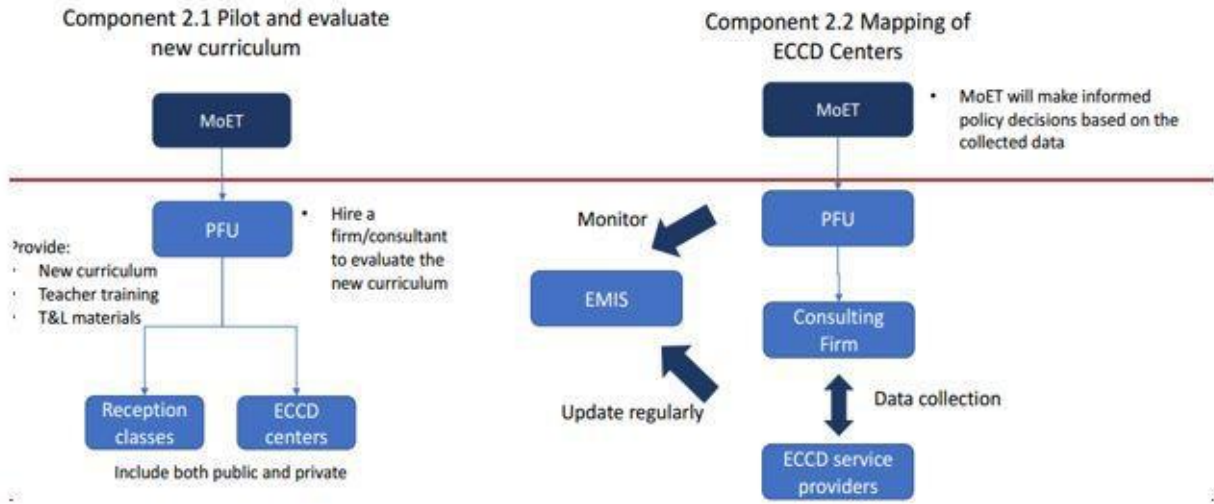 Component 2.1 Pilot and evaluate
new curriculum
MoET
PFU
• Hire a
firm/consultant
to evaluate the
new curriculum
Provide:
· New curriculum
· Teacher training
· T&L materials
Reception
classes
ECCD
centers
Include both public and private
Component 2.2 Mapping of
ECCD Centers
MoET
• MoET will make informed
policy decisions based on the
collected data
PFU
Monitor
EMIS
Consulting
Firm
Update regularly
Data collection
ECCD service
providers